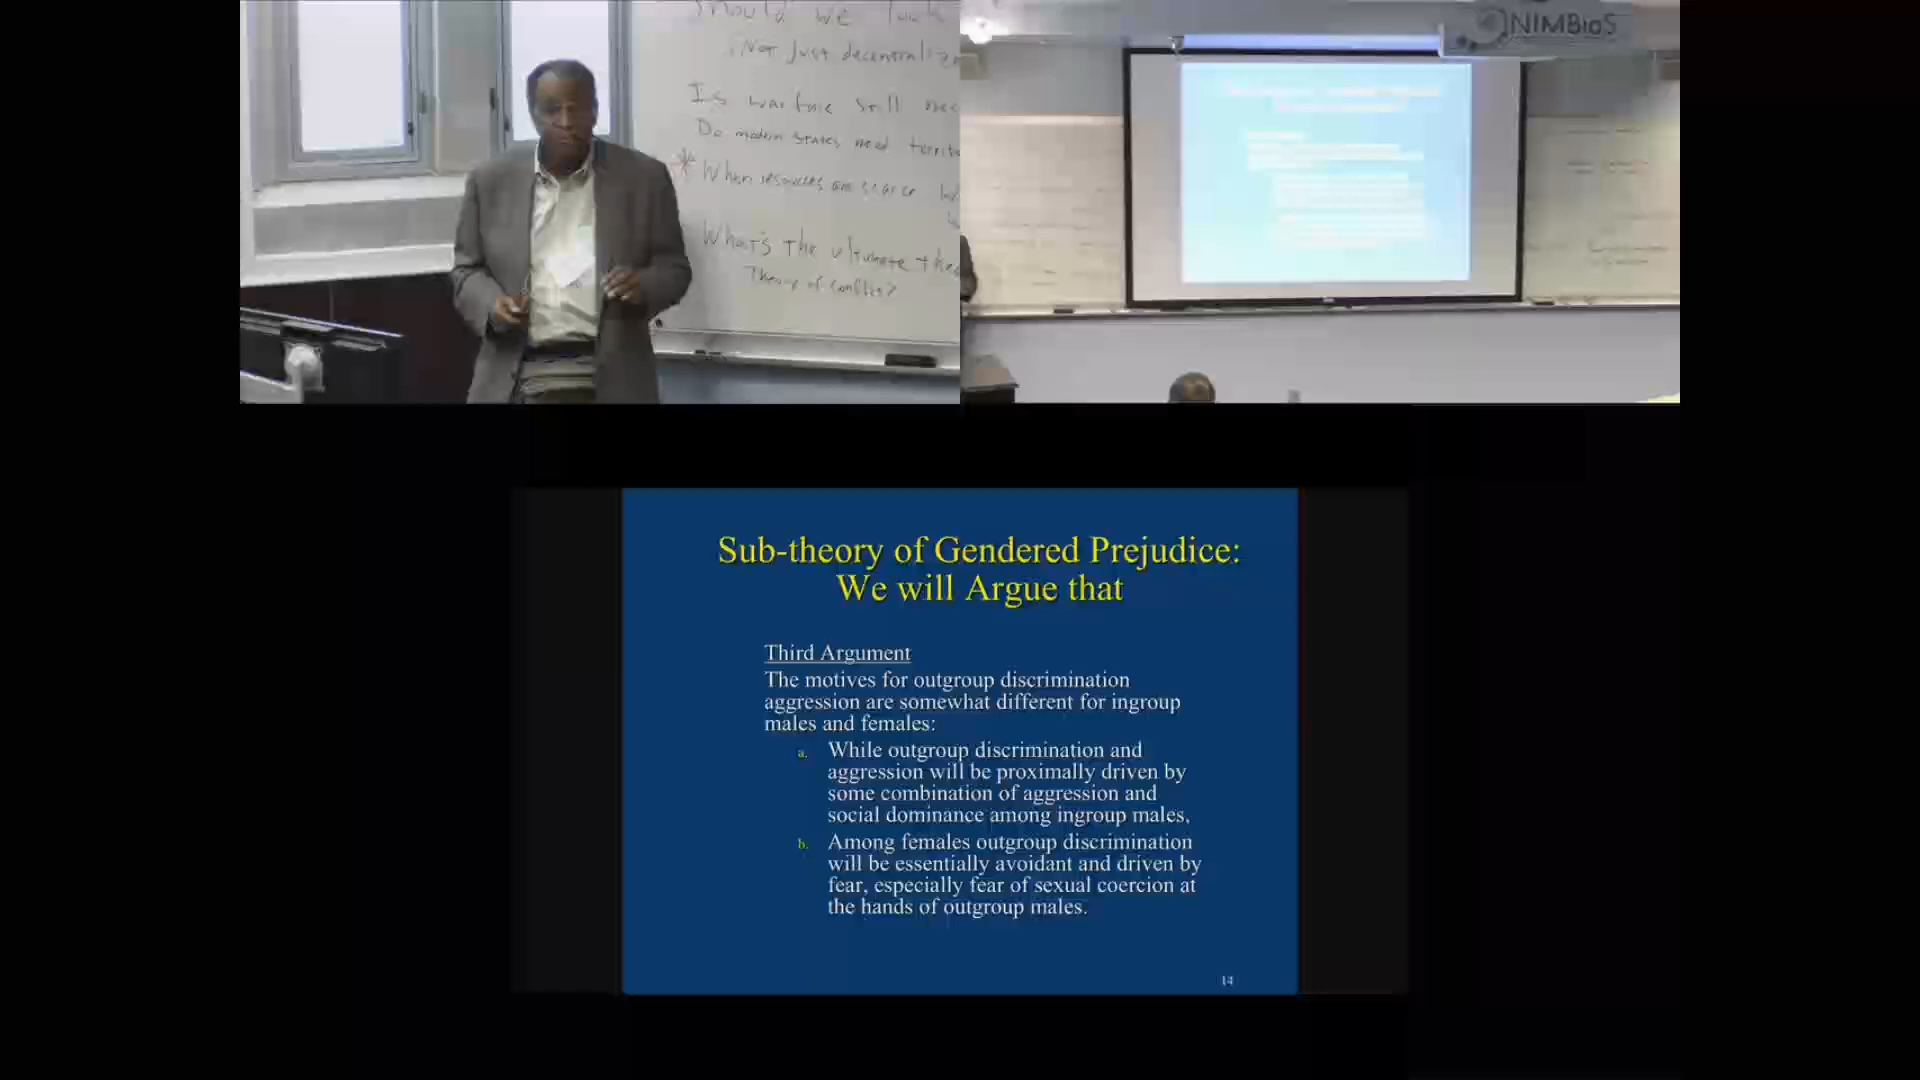 Should we
Not Just decentraliz
Is warfare still nec
Do modern states need territo
* When resources are scarce
What's the ultimate the
Theory of conflict?
NIMBioS
Sub-theory of Gendered Prejudice:
We will Argue that
Third Argument
The motives for outgroup discrimination
aggression are somewhat different for ingroup
males and females:
a. While outgroup discrimination and
aggression will be proximally driven by
some combination of aggression and
social dominance among ingroup males,
b. Among females outgroup discrimination
will be essentially avoidant and driven by
fear, especially fear of sexual coercion at
the hands of outgroup males.
14